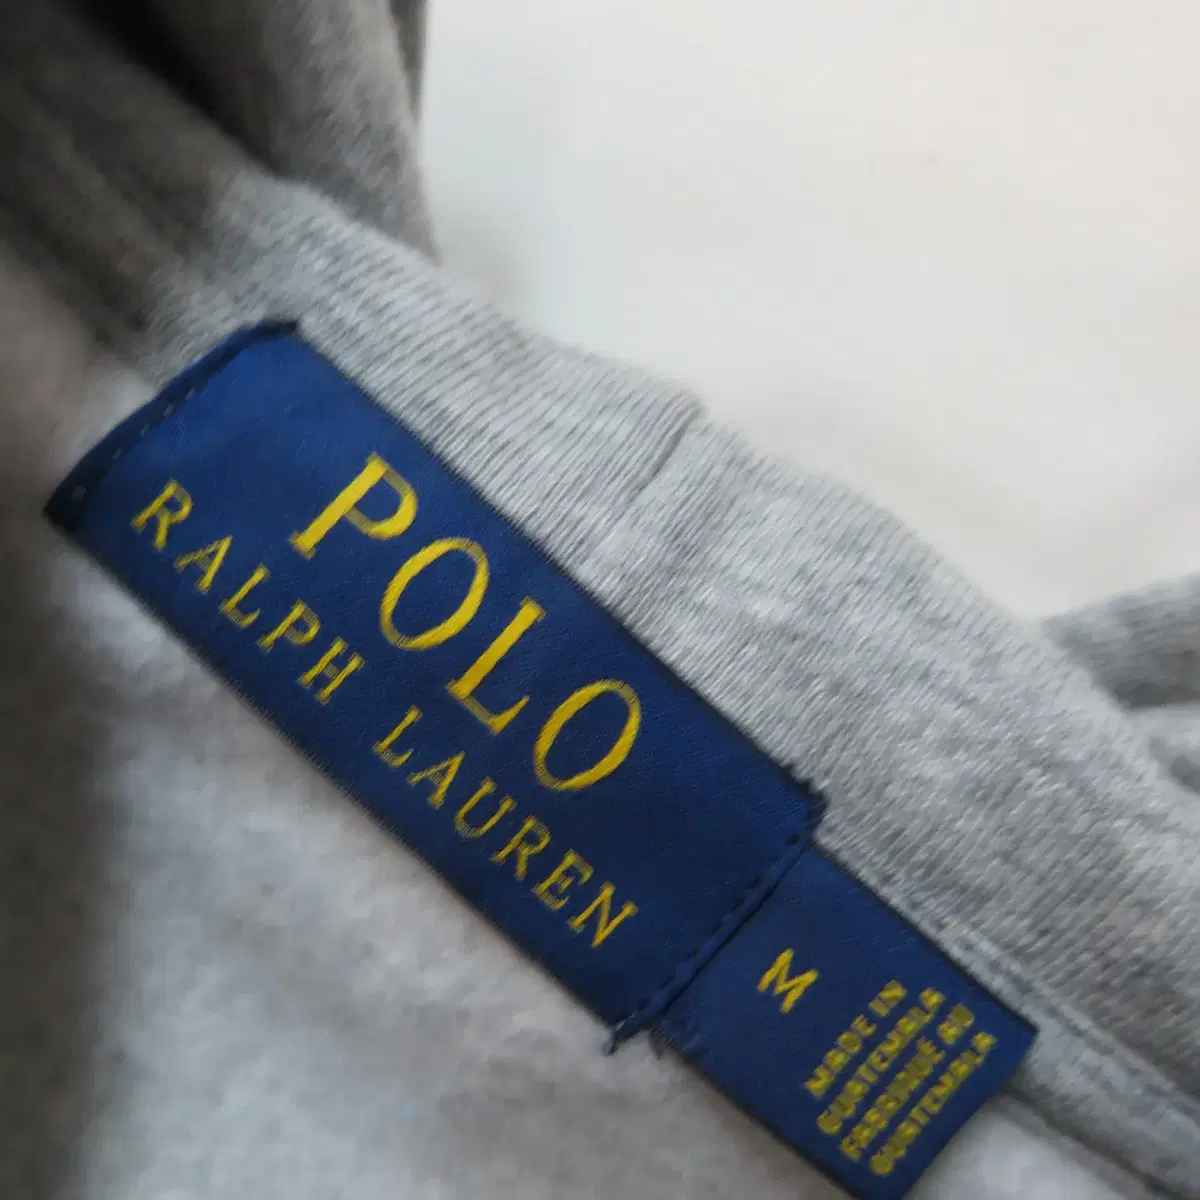 POLO
RALPH LAUREN
M
MADE IN
GUATEMALA
FABRIQUÉ AU
GUATEMALA